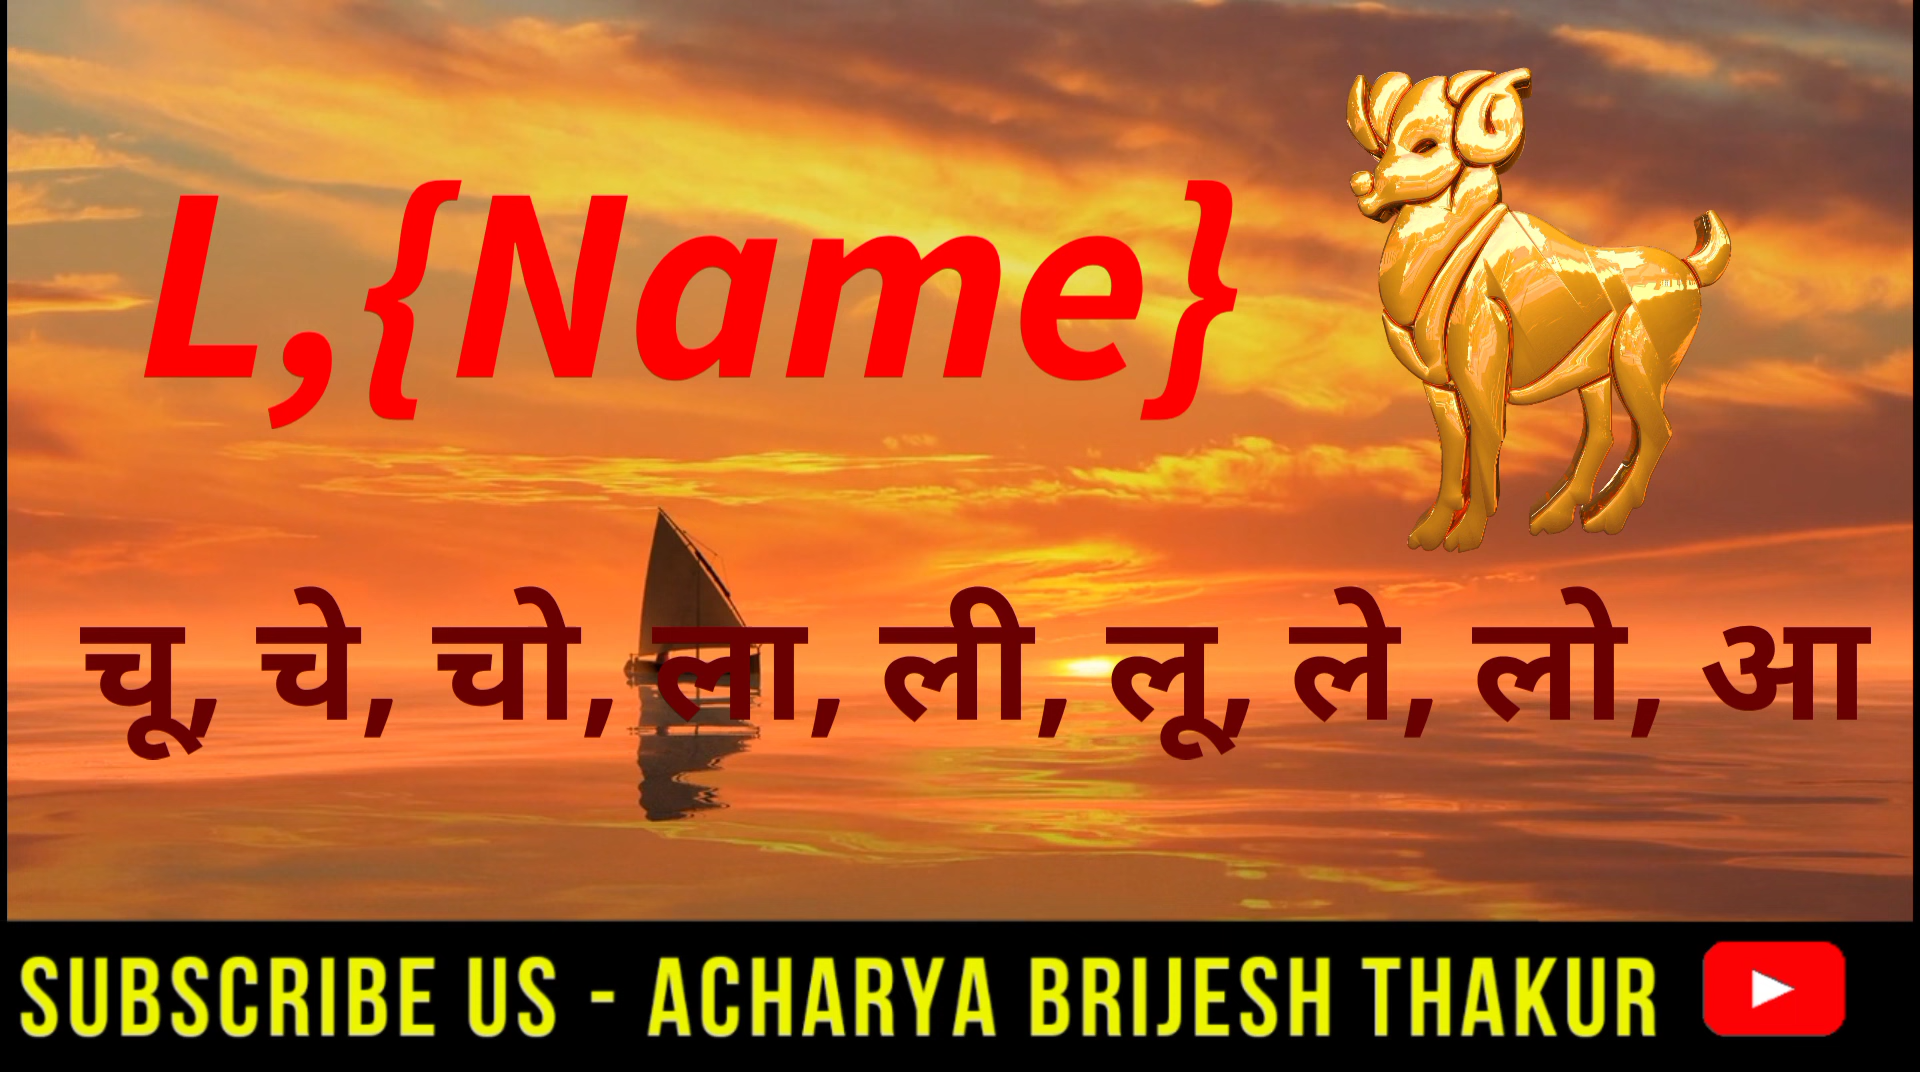 L,{Name}
चू, चे, चो, ला, ली, लू, ले, लो, आ
SUBSCRIBE US - ACHARYA BRIJESH THAKUR